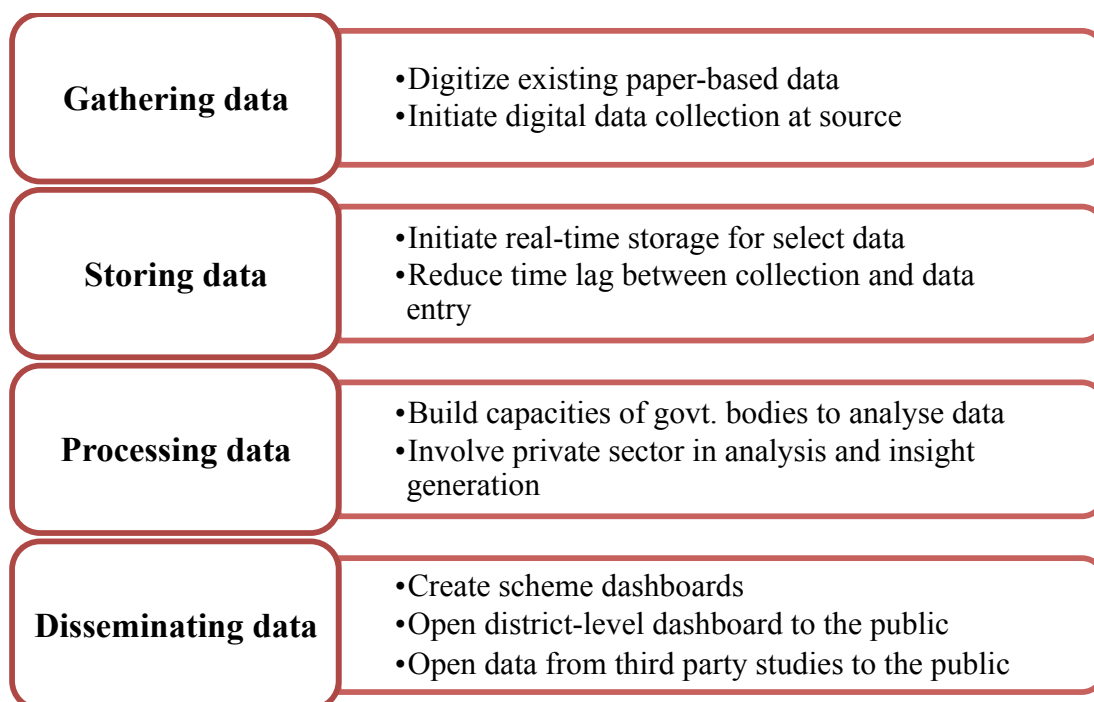 Gathering data
•Digitize existing paper-based data
•Initiate digital data collection at source
Storing data
•Initiate real-time storage for select data
•Reduce time lag between collection and data
entry
Processing data
•Build capacities of govt. bodies to analyse data
•Involve private sector in analysis and insight
generation
Disseminating data
•Create scheme dashboards
•Open district-level dashboard to the public
•Open data from third party studies to the public